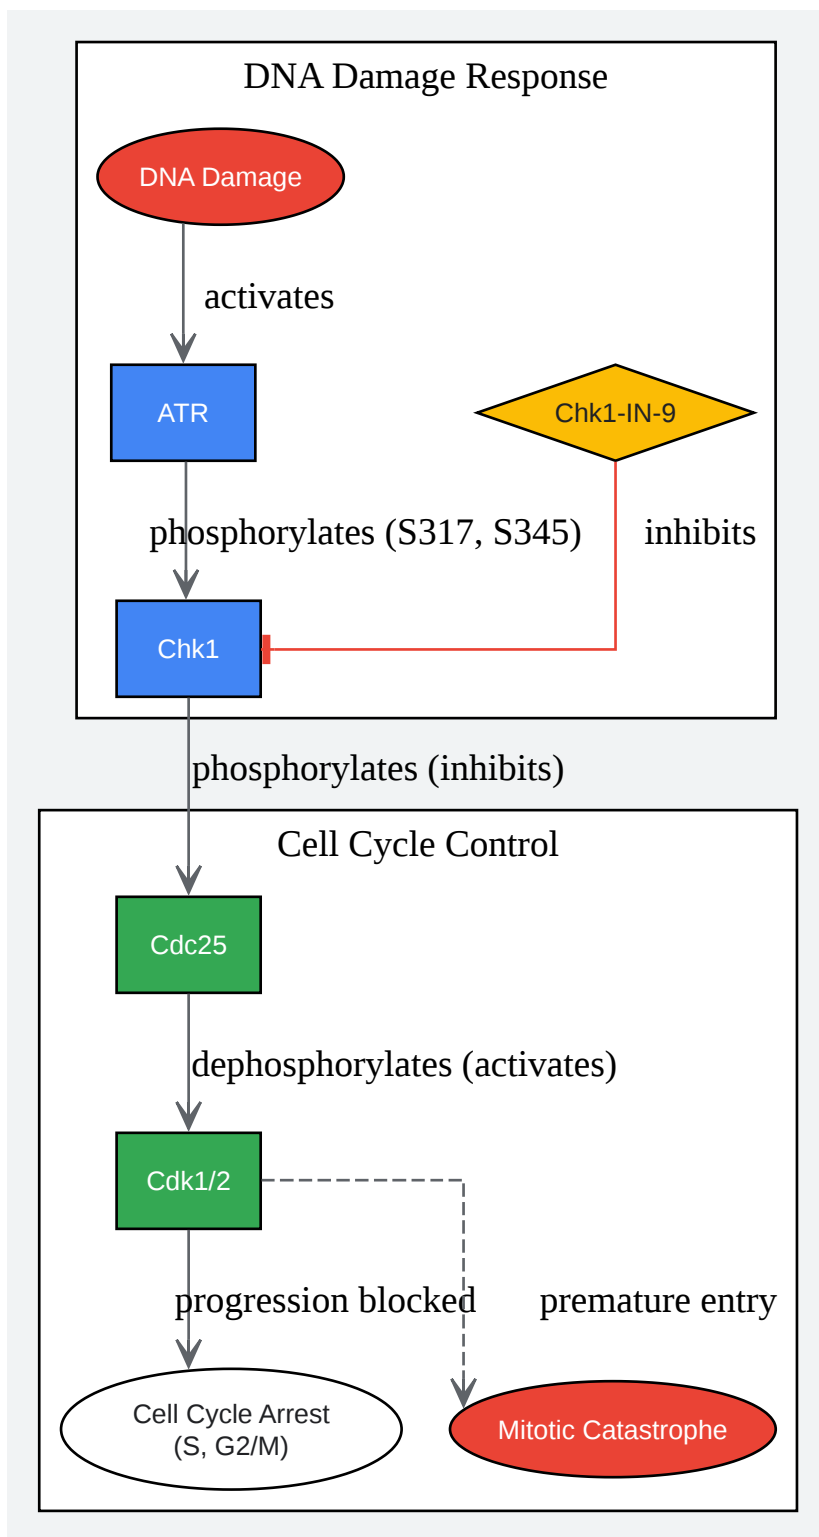 DNA Damage Response
DNA Damage
activates
ATR
Chk1-IN-9
phosphorylates (S317, S345)
inhibits
Chk1
phosphorylates (inhibits)
Cell Cycle Control
Cdc25
dephosphorylates (activates)
Cdk1/2
progression blocked
premature entry
Cell Cycle Arrest
(S, G2/M)
Mitotic Catastrophe